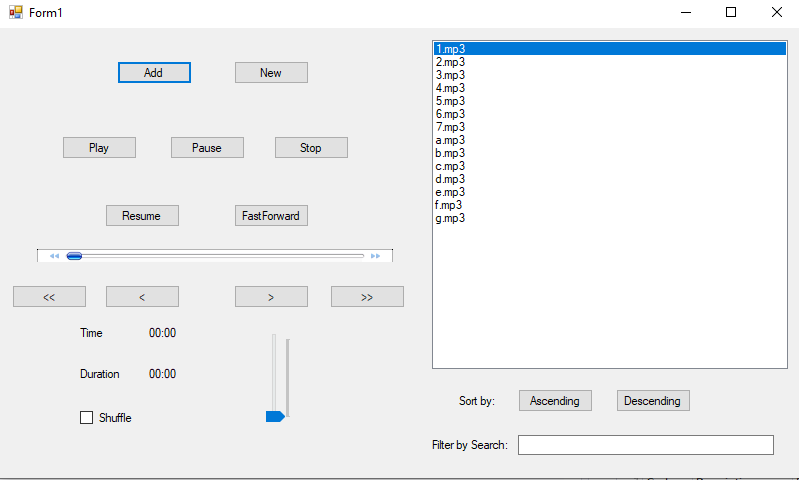 Form1
Add New
Play Pause Stop
Resume FastForward
<< < > >>
Time 00:00
Duration 00:00
Shuffle
1.mp3
2.mp3
3.mp3
4.mp3
5.mp3
6.mp3
7.mp3
a.mp3
b.mp3
c.mp3
d.mp3
e.mp3
f.mp3
g.mp3
Sort by: Ascending Descending
Filter by Search: